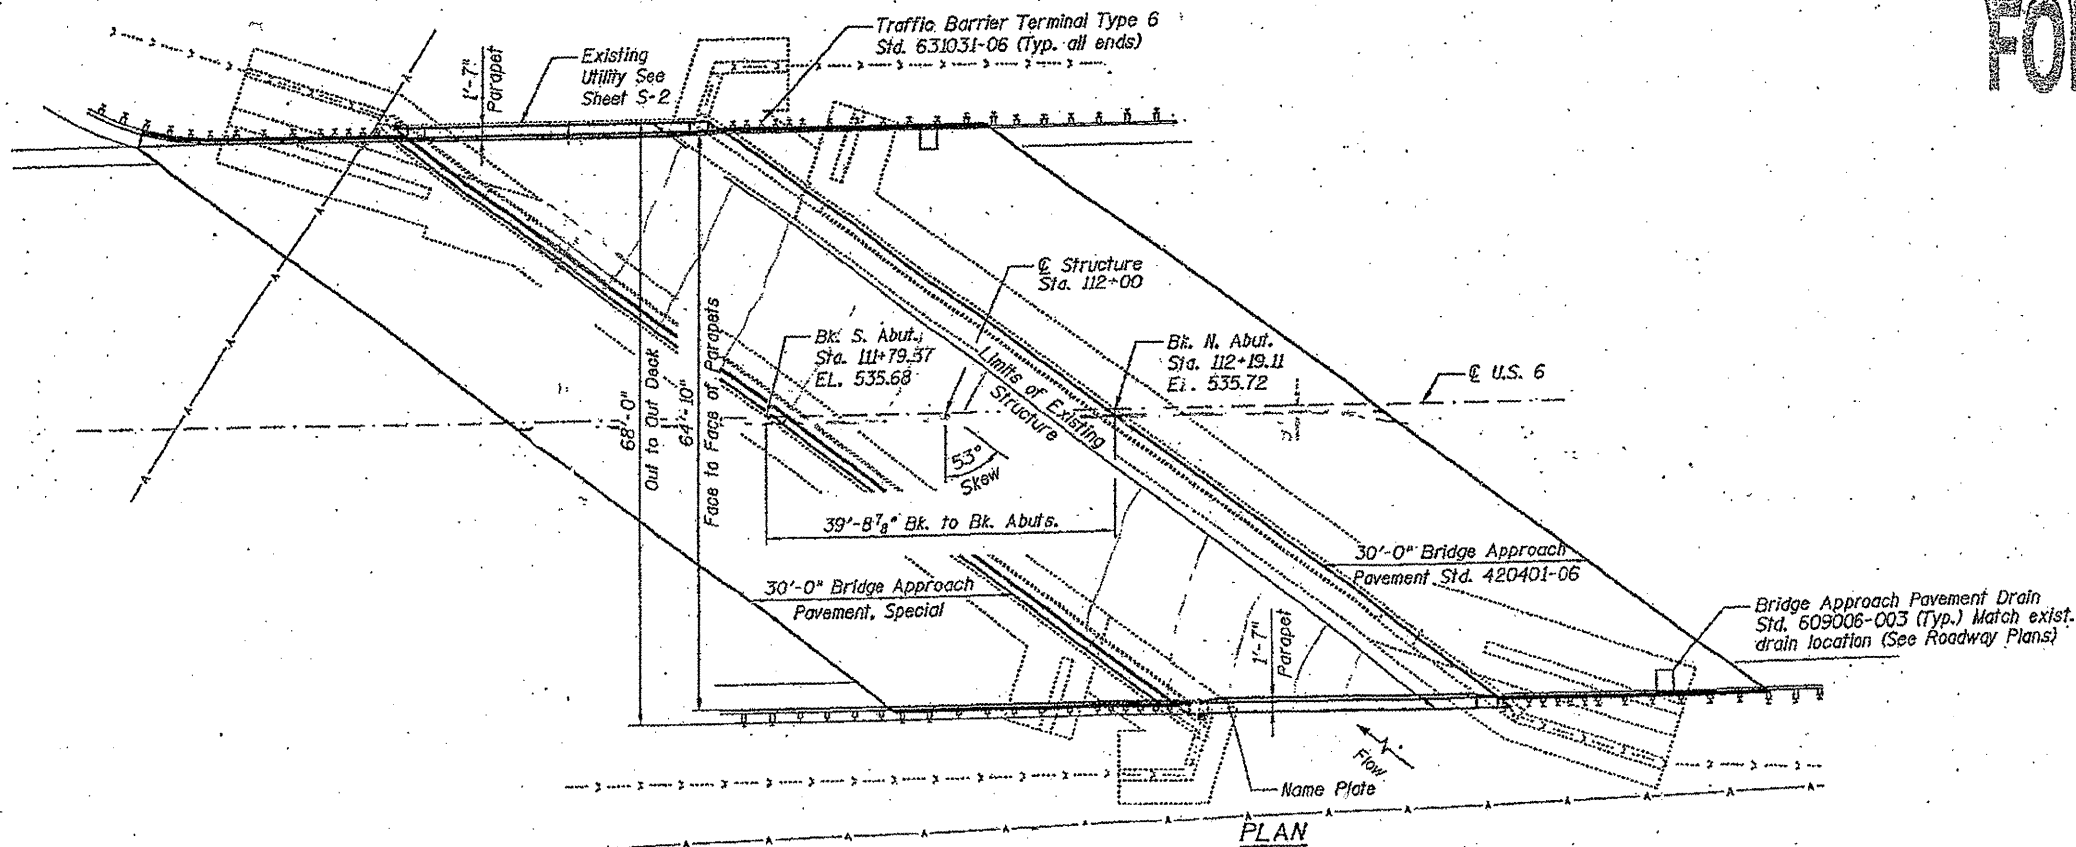 Traffic Barrier Terminal Type 6
Std. 631031-06 (Typ. all ends)
Existing
Utility See
Sheet S-2
1'-7"
Parapet
℄ Structure
Sta. 112+00
Bk. S. Abut.
Sta. 111+79.37
EL. 535.68
Bk. N. Abut.
Sta. 112+19.11
El. 535.72
℄ U.S. 6
Limits of Existing
Structure
68'-0"
Out to Out Deck
64'-10"
Face to Face of Parapets
53°
Skew
39'-8⅞" Bk. to Bk. Abuts.
30'-0" Bridge Approach
Pavement, Special
30'-0" Bridge Approach
Pavement Std. 420401-06
Bridge Approach Pavement Drain
Std. 609006-003 (Typ.) Match exist.
drain location (See Roadway Plans)
1'-7"
Parapet
Flow
Name Plate
PLAN